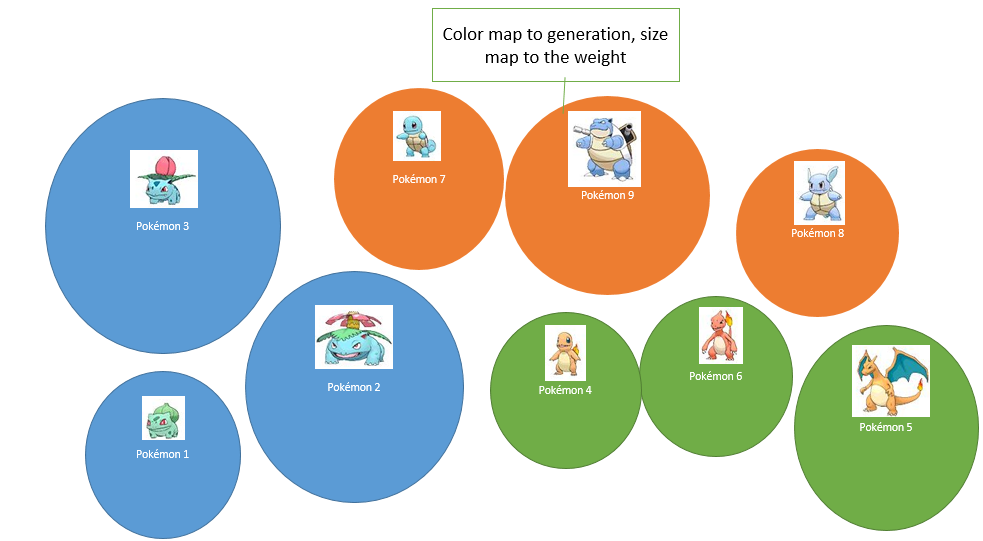 Color map to generation, size
map to the weight
Pokémon 7
Pokémon 9
Pokémon 3
Pokémon 8
Pokémon 2
Pokémon 4
Pokémon 6
Pokémon 5
Pokémon 1